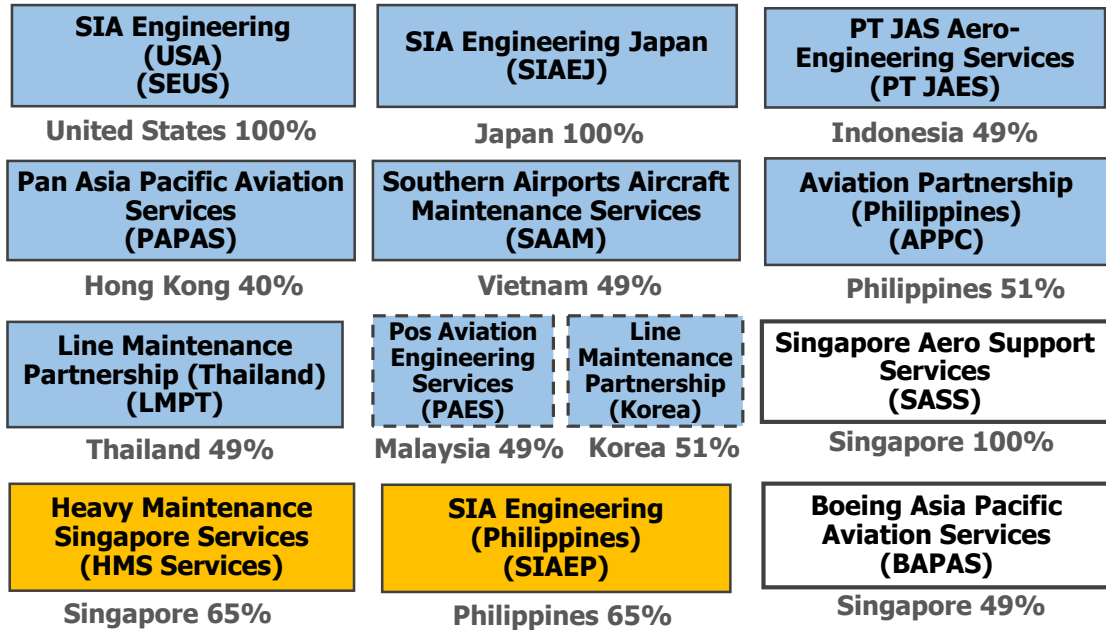 SIA Engineering
(USA)
(SEUS)
United States 100%
SIA Engineering Japan
(SIAEJ)
Japan 100%
PT JAS Aero-
Engineering Services
(PT JAES)
Indonesia 49%
Pan Asia Pacific Aviation
Services
(PAPAS)
Hong Kong 40%
Southern Airports Aircraft
Maintenance Services
(SAAM)
Vietnam 49%
Aviation Partnership
(Philippines)
(APPC)
Philippines 51%
Line Maintenance
Partnership (Thailand)
(LMPT)
Thailand 49%
Pos Aviation
Engineering
Services
(PAES)
Malaysia 49%
Line
Maintenance
Partnership
(Korea)
Korea 51%
Singapore Aero Support
Services
(SASS)
Singapore 100%
Heavy Maintenance
Singapore Services
(HMS Services)
Singapore 65%
SIA Engineering
(Philippines)
(SIAEP)
Philippines 65%
Boeing Asia Pacific
Aviation Services
(BAPAS)
Singapore 49%